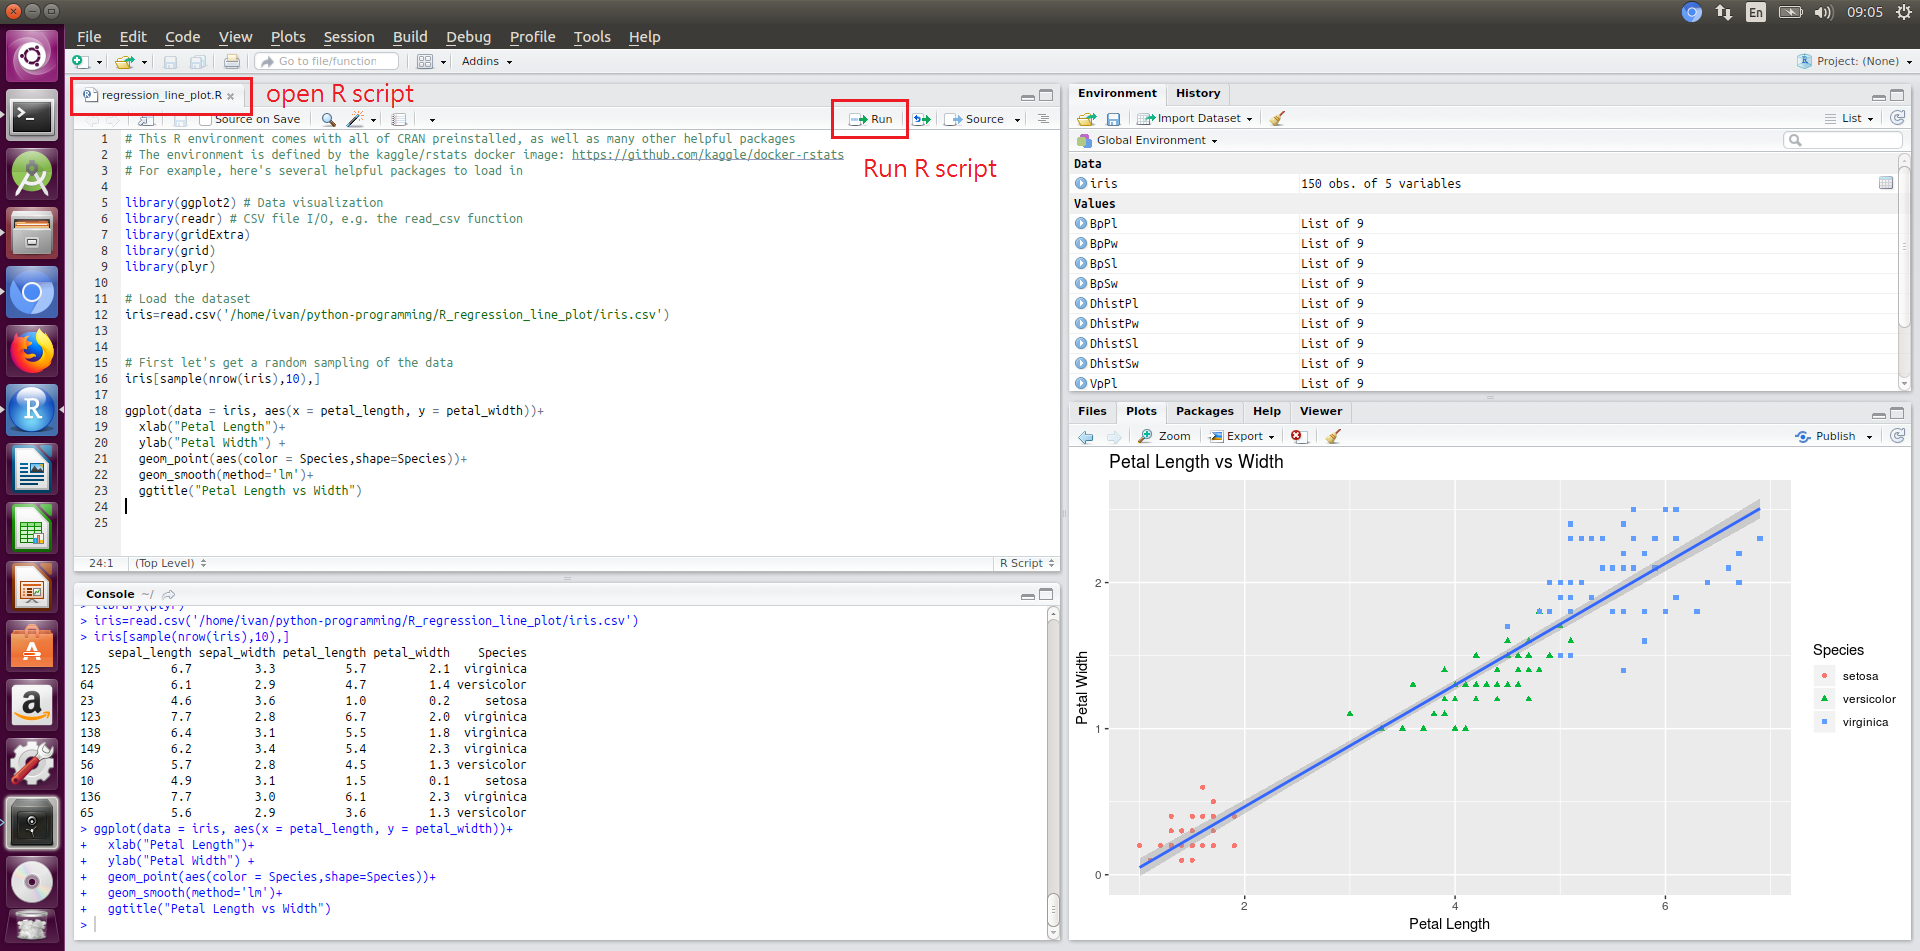 En
09:05
File Edit Code View Plots Session Build Debug Profile Tools Help
Go to file/function
Addins
Project: (None)
regression_line_plot.R
open R script
Source on Save
Run
Source
Run R script
1 # This R environment comes with all of CRAN preinstalled, as well as many other helpful packages
2 # The environment is defined by the kaggle/rstats docker image: https://github.com/kaggle/docker-rstats
3 # For example, here's several helpful packages to load in
4
5 library(ggplot2) # Data visualization
6 library(readr) # CSV file I/O, e.g. the read_csv function
7 library(gridExtra)
8 library(grid)
9 library(plyr)
10
11 # Load the dataset
12 iris=read.csv('/home/ivan/python-programming/R_regression_line_plot/iris.csv')
13
14
15 # First let's get a random sampling of the data
16 iris[sample(nrow(iris),10),]
17
18 ggplot(data = iris, aes(x = petal_length, y = petal_width))+
19 xlab("Petal Length")+
20 ylab("Petal Width") +
21 geom_point(aes(color = Species,shape=Species))+
22 geom_smooth(method='lm')+
23 ggtitle("Petal Length vs Width")
24
25
24:1 (Top Level) R Script
Console ~/
> library(plyr)
> iris=read.csv('/home/ivan/python-programming/R_regression_line_plot/iris.csv')
> iris[sample(nrow(iris),10),]
sepal_length sepal_width petal_length petal_width Species
125 6.7 3.3 5.7 2.1 virginica
64 6.1 2.9 4.7 1.4 versicolor
23 4.6 3.6 1.0 0.2 setosa
123 7.7 2.8 6.7 2.0 virginica
138 6.4 3.1 5.5 1.8 virginica
149 6.2 3.4 5.4 2.3 virginica
56 5.7 2.8 4.5 1.3 versicolor
10 4.9 3.1 1.5 0.1 setosa
136 7.7 3.0 6.1 2.3 virginica
65 5.6 2.9 3.6 1.3 versicolor
> ggplot(data = iris, aes(x = petal_length, y = petal_width))+
+ xlab("Petal Length")+
+ ylab("Petal Width") +
+ geom_point(aes(color = Species,shape=Species))+
+ geom_smooth(method='lm')+
+ ggtitle("Petal Length vs Width")
>
Environment History
Import Dataset
List
Global Environment
Data
iris 150 obs. of 5 variables
Values
BpPl List of 9
BpPw List of 9
BpSl List of 9
BpSw List of 9
DhistPl List of 9
DhistPw List of 9
DhistSl List of 9
DhistSw List of 9
VpPl List of 9
Files Plots Packages Help Viewer
Zoom Export Publish
Petal Length vs Width
Petal Width
2
1
0
2 4 6
Petal Length
Species
setosa
versicolor
virginica